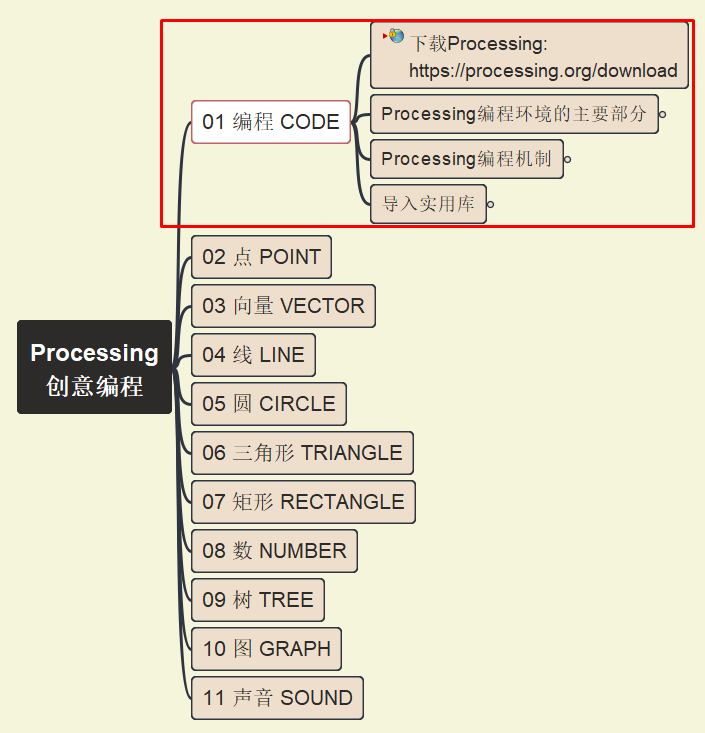 Processing
创意编程
01 编程 CODE
下载Processing:
https://processing.org/download
Processing编程环境的主要部分
Processing编程机制
导入实用库
02 点 POINT
03 向量 VECTOR
04 线 LINE
05 圆 CIRCLE
06 三角形 TRIANGLE
07 矩形 RECTANGLE
08 数 NUMBER
09 树 TREE
10 图 GRAPH
11 声音 SOUND